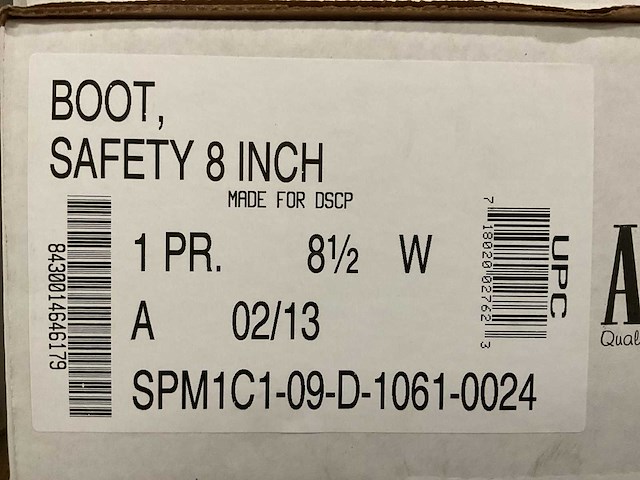 BOOT,
SAFETY 8 INCH
MADE FOR DSCP
1 PR. 8½ W
A 02/13
SPM1C1-09-D-1061-0024
8430014646179
7 18020 02762 3
UPC
A
Qual